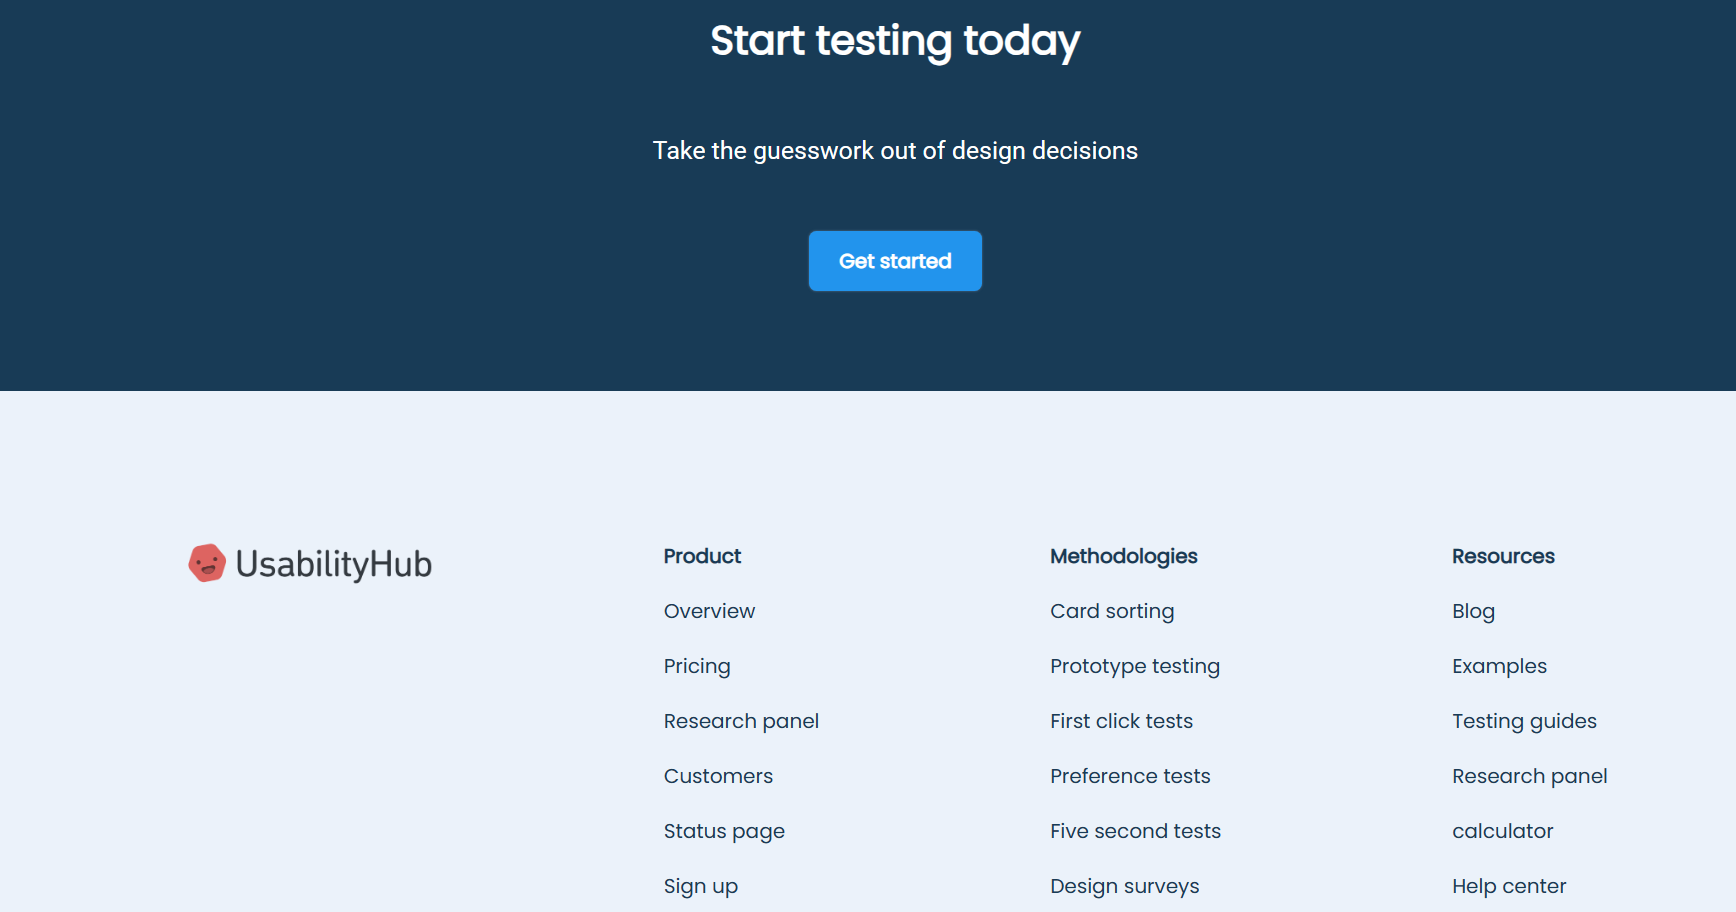 Start testing today
Take the guesswork out of design decisions
Get started
UsabilityHub
Product
Overview
Pricing
Research panel
Customers
Status page
Sign up
Methodologies
Card sorting
Prototype testing
First click tests
Preference tests
Five second tests
Design surveys
Resources
Blog
Examples
Testing guides
Research panel
calculator
Help center